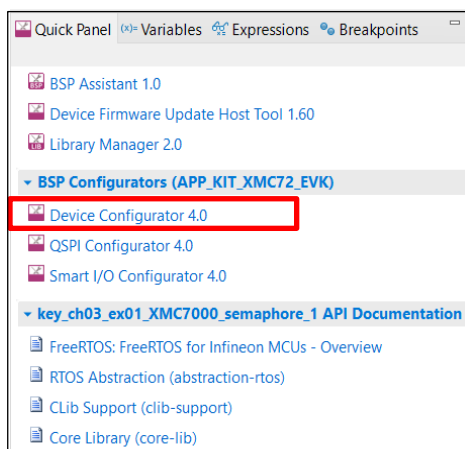 Quick Panel (x)= Variables Expressions Breakpoints
BSP Assistant 1.0
Device Firmware Update Host Tool 1.60
Library Manager 2.0
BSP Configurators (APP_KIT_XMC72_EVK)
Device Configurator 4.0
QSPI Configurator 4.0
Smart I/O Configurator 4.0
key_ch03_ex01_XMC7000_semaphore_1 API Documentation
FreeRTOS: FreeRTOS for Infineon MCUs - Overview
RTOS Abstraction (abstraction-rtos)
CLib Support (clib-support)
Core Library (core-lib)